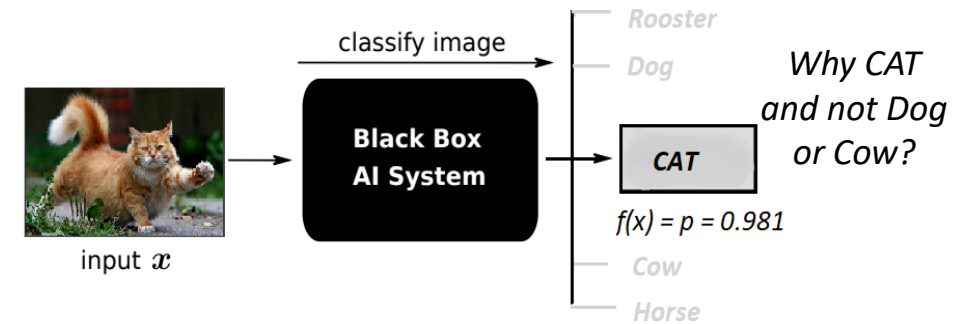 classify image
Black Box
AI System
input x
Rooster
Dog
CAT
f(x) = p = 0.981
Cow
Horse
Why CAT
and not Dog
or Cow?